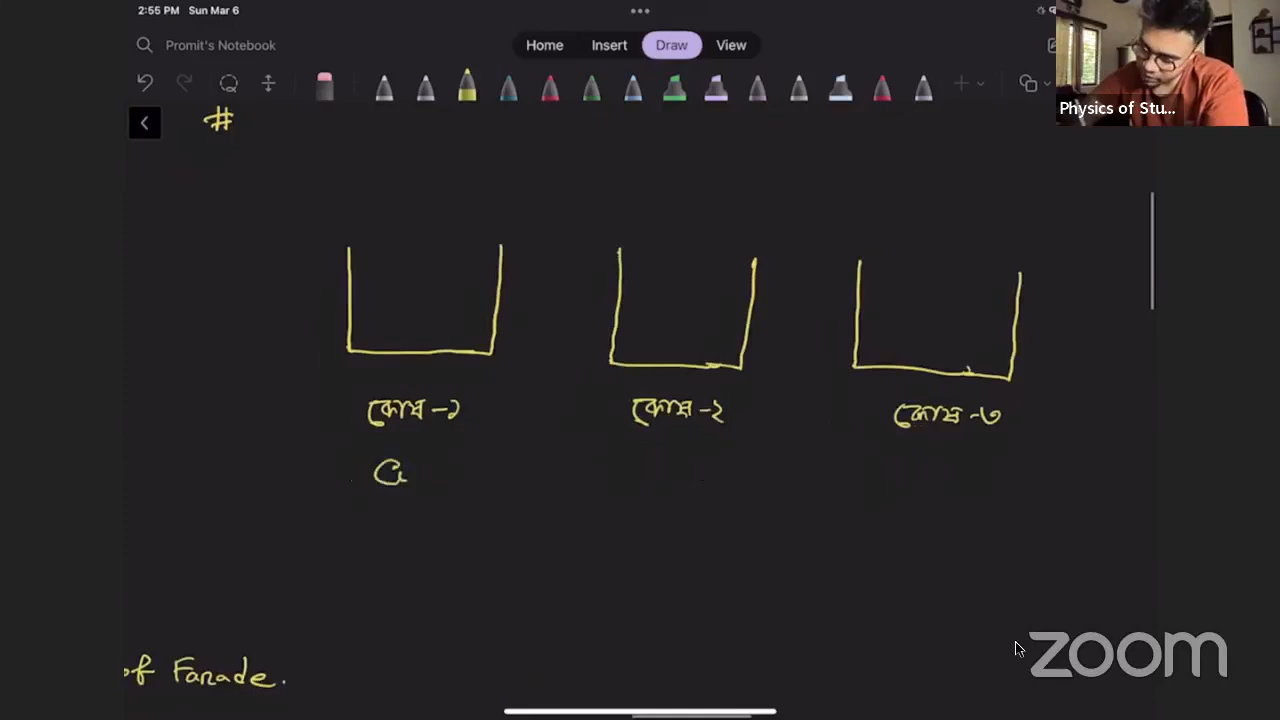 2:55 PM Sun Mar 6
Promit's Notebook
Home Insert Draw View
Physics of Stu...
#
কোষ -১ কোষ -২ কোষ -৩
of Farade.
zoom